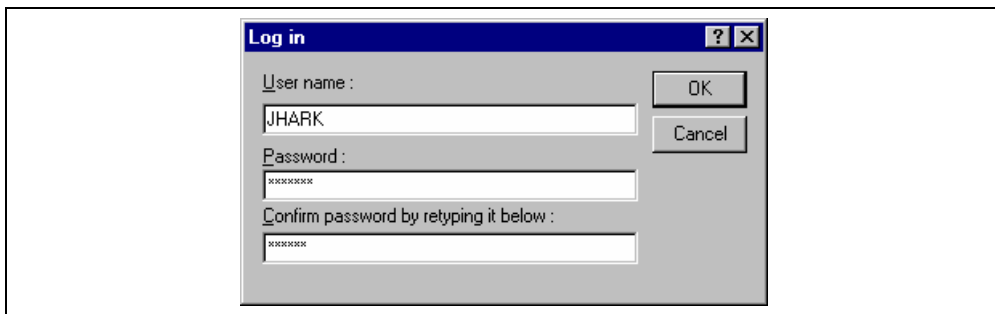 Log in
User name :
OK
JHARK
Cancel
Password :
*******
Confirm password by retyping it below :
******